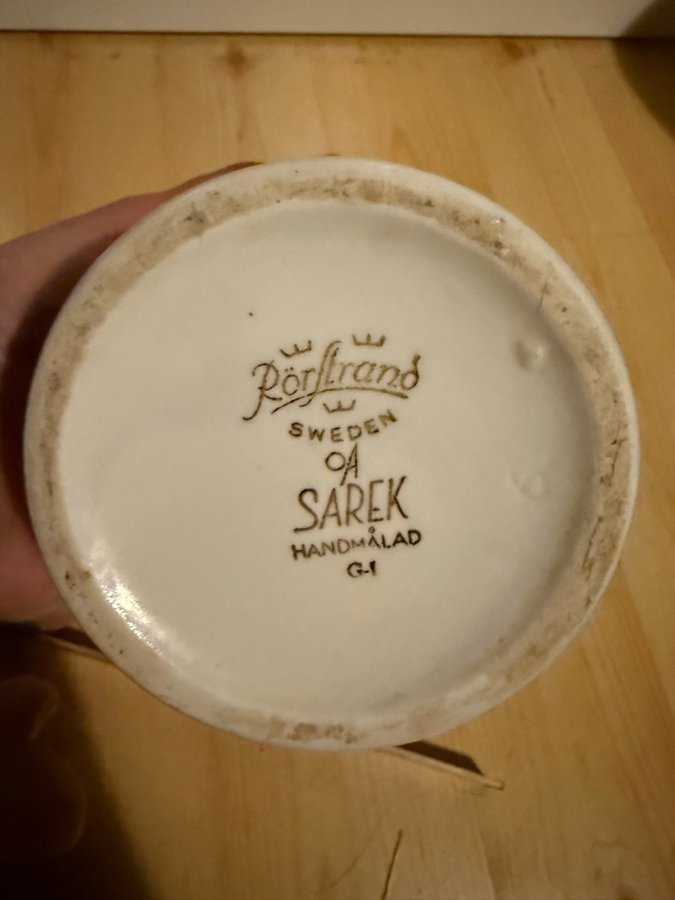 Rörstrand
SWEDEN
OA
SAREK
HANDMÅLAD
G-1